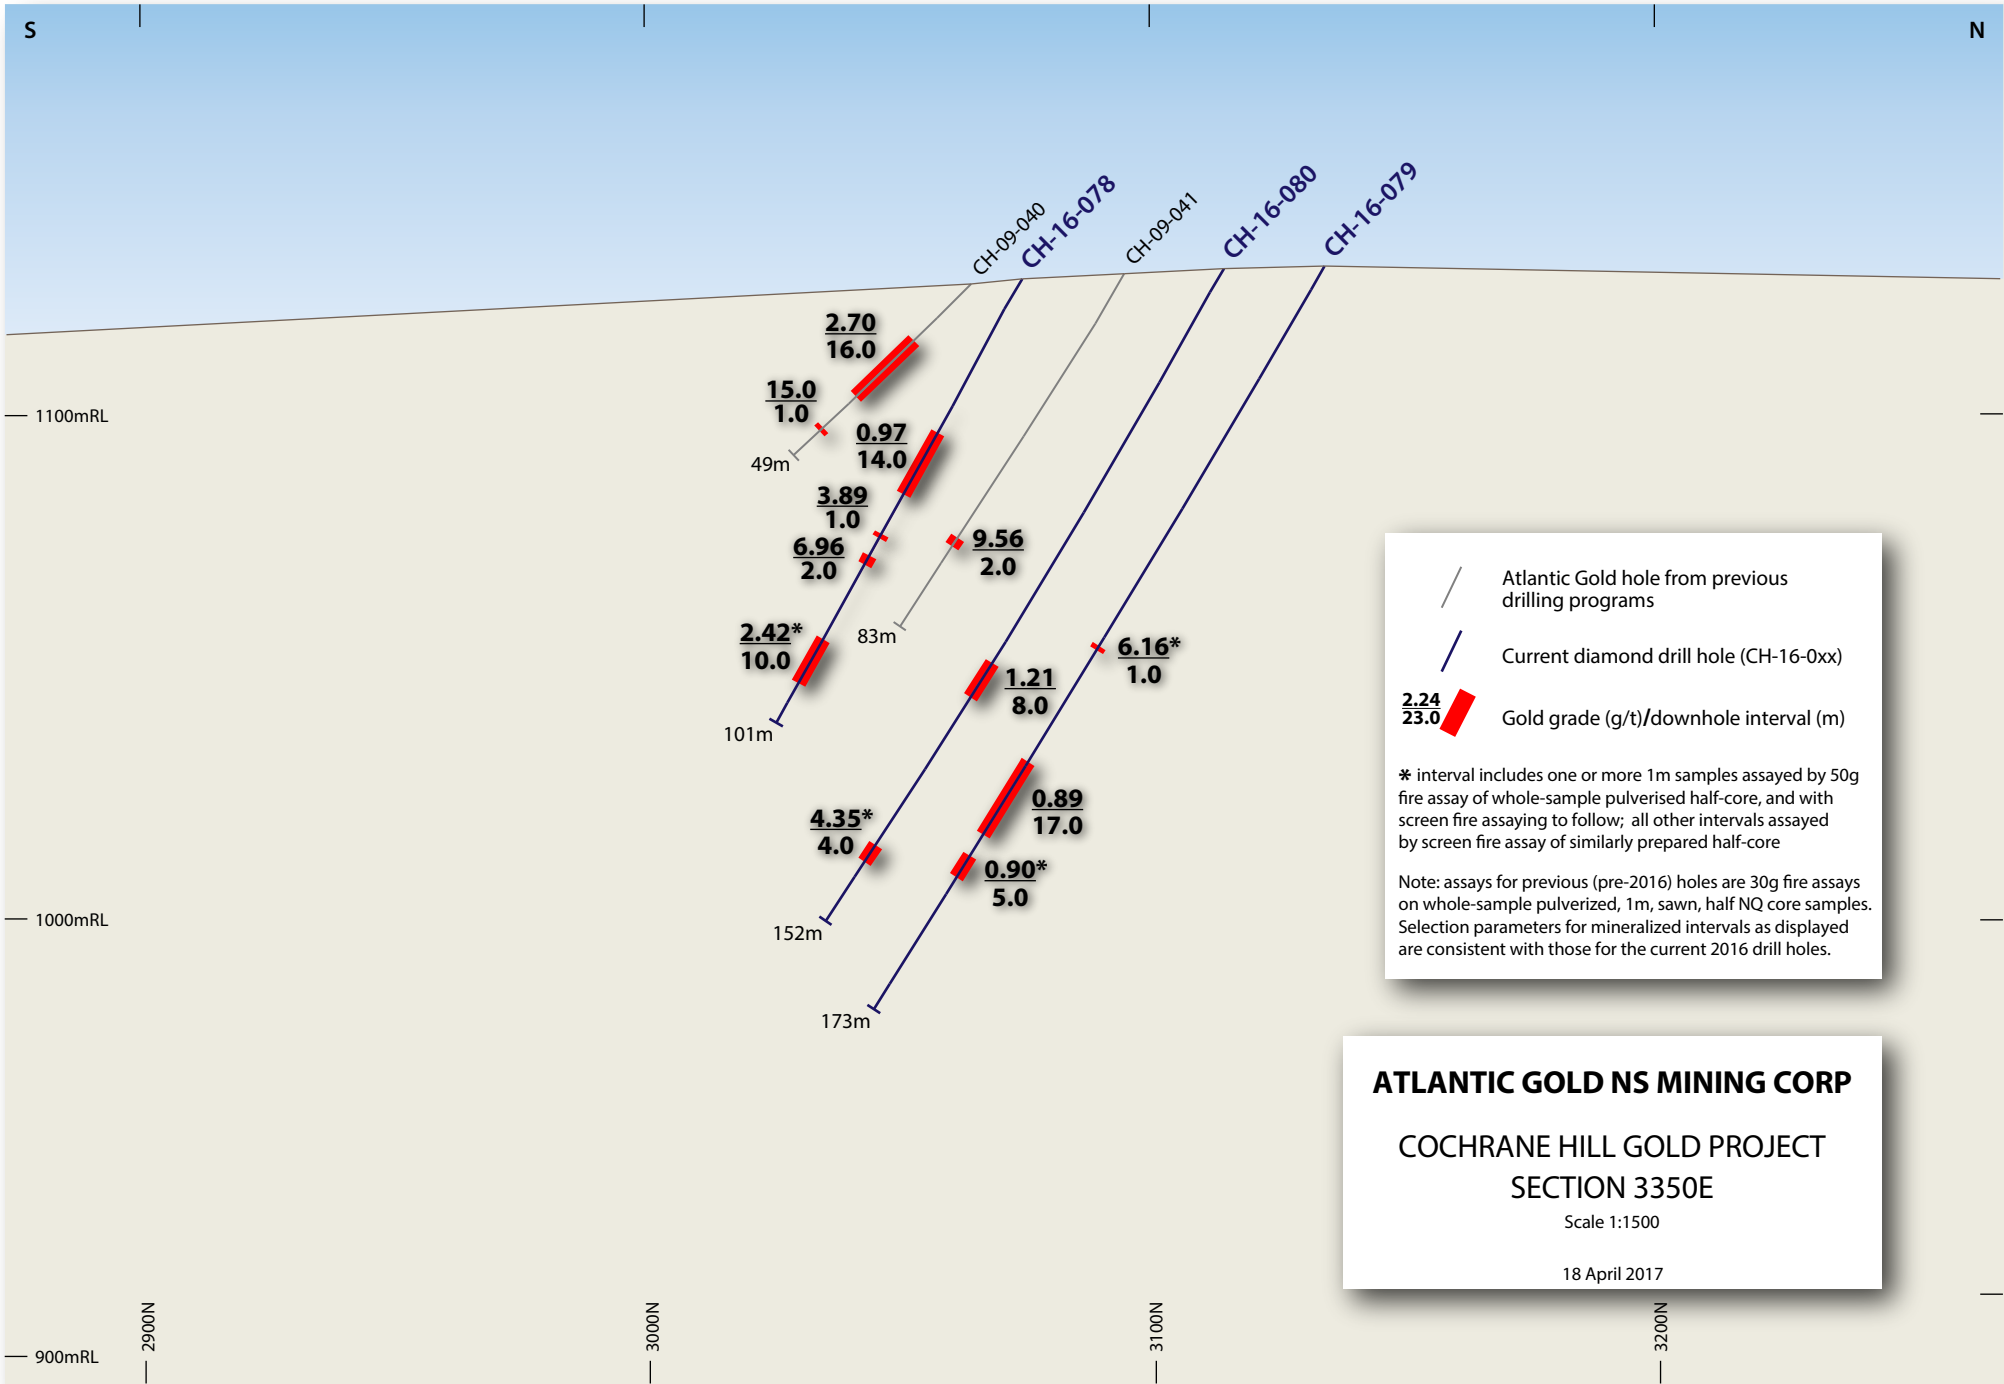 S
N
CH-09-040
CH-16-078
CH-09-041
CH-16-080
CH-16-079
2.70
16.0
15.0
1.0
49m
0.97
14.0
3.89
1.0
6.96
2.0
2.42*
10.0
101m
9.56
2.0
83m
1.21
8.0
4.35*
4.0
152m
6.16*
1.0
0.89
17.0
0.90*
5.0
173m
1100mRL
1000mRL
900mRL
2900N
3000N
3100N
3200N
Atlantic Gold hole from previous
drilling programs
Current diamond drill hole (CH-16-0xx)
2.24
23.0
Gold grade (g/t)/downhole interval (m)
* interval includes one or more 1m samples assayed by 50g
fire assay of whole-sample pulverised half-core, and with
screen fire assaying to follow; all other intervals assayed
by screen fire assay of similarly prepared half-core
Note: assays for previous (pre-2016) holes are 30g fire assays
on whole-sample pulverized, 1m, sawn, half NQ core samples.
Selection parameters for mineralized intervals as displayed
are consistent with those for the current 2016 drill holes.
ATLANTIC GOLD NS MINING CORP
COCHRANE HILL GOLD PROJECT
SECTION 3350E
Scale 1:1500
18 April 2017